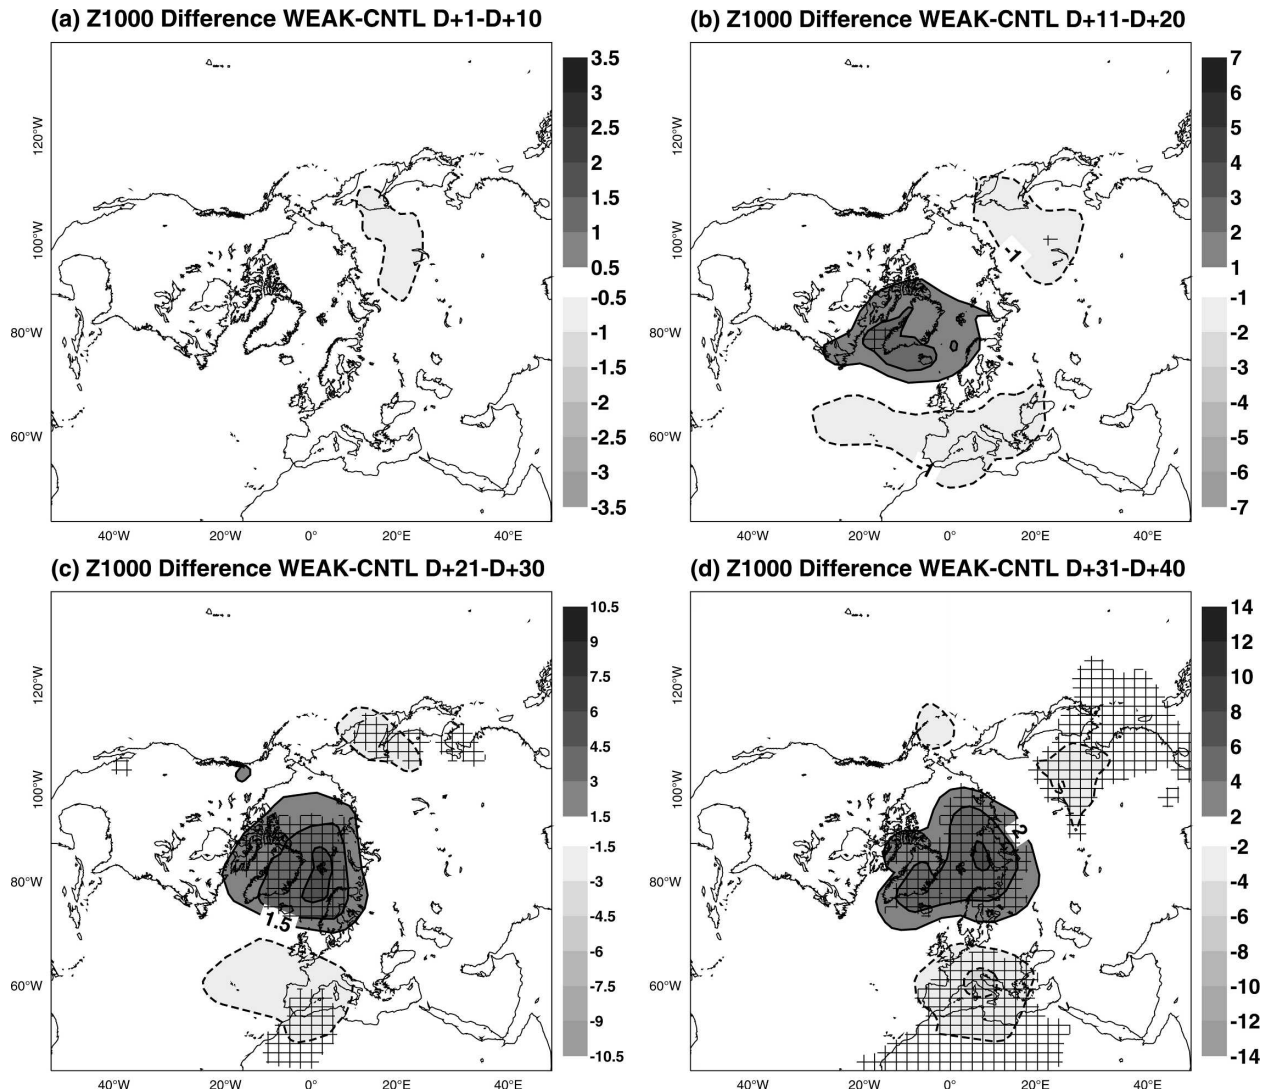 (a) Z1000 Difference WEAK-CNTL D+1-D+10
3.5
3
2.5
2
1.5
1
0.5
-0.5
-1
-1.5
-2
-2.5
-3
-3.5
120°W
100°W
80°W
60°W
40°W 20°W 0° 20°E 40°E
(b) Z1000 Difference WEAK-CNTL D+11-D+20
-1
-1
7
6
5
4
3
2
1
-1
-2
-3
-4
-5
-6
-7
120°W
100°W
80°W
60°W
40°W 20°W 0° 20°E 40°E
(c) Z1000 Difference WEAK-CNTL D+21-D+30
1.5
10.5
9
7.5
6
4.5
3
1.5
-1.5
-3
-4.5
-6
-7.5
-9
-10.5
120°W
100°W
80°W
60°W
40°W 20°W 0° 20°E 40°E
(d) Z1000 Difference WEAK-CNTL D+31-D+40
2
14
12
10
8
6
4
2
-2
-4
-6
-8
-10
-12
-14
120°W
100°W
80°W
60°W
40°W 20°W 0° 20°E 40°E